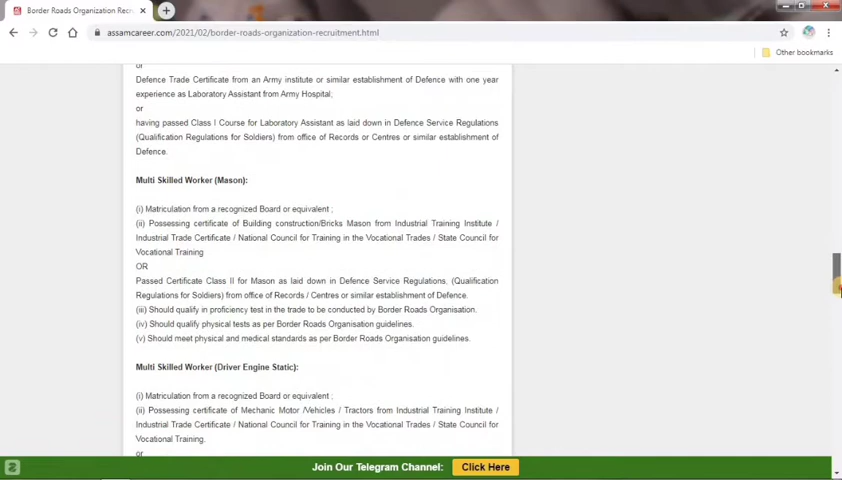 Border Roads Organization Recr
assamcareer.com/2021/02/border-roads-organization-recruitment.html
Other bookmarks
or
Defence Trade Certificate from an Army institute or similar establishment of Defence with one year
experience as Laboratory Assistant from Army Hospital;
or
having passed Class I Course for Laboratory Assistant as laid down in Defence Service Regulations
(Qualification Regulations for Soldiers) from office of Records or Centres or similar establishment of
Defence.
Multi Skilled Worker (Mason):
(i) Matriculation from a recognized Board or equivalent ;
(ii) Possessing certificate of Building construction/Bricks Mason from Industrial Training Institute /
Industrial Trade Certificate / National Council for Training in the Vocational Trades / State Council for
Vocational Training
OR
Passed Certificate Class II for Mason as laid down in Defence Service Regulations. (Qualification
Regulations for Soldiers) from office of Records / Centres or similar establishment of Defence.
(iii) Should qualify in proficiency test in the trade to be conducted by Border Roads Organisation.
(iv) Should qualify physical tests as per Border Roads Organisation guidelines.
(v) Should meet physical and medical standards as per Border Roads Organisation guidelines.
Multi Skilled Worker (Driver Engine Static):
(i) Matriculation from a recognized Board or equivalent ;
(ii) Possessing certificate of Mechanic Motor /Vehicles / Tractors from Industrial Training Institute /
Industrial Trade Certificate / National Council for Training in the Vocational Trades / State Council for
Vocational Training.
or
Join Our Telegram Channel: Click Here